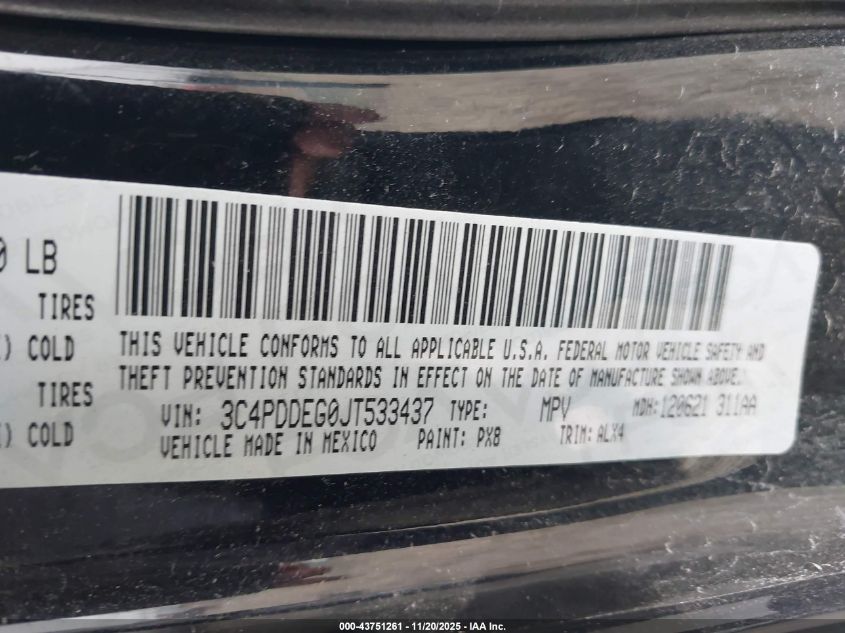 0 LB
TIRES
) COLD
TIRES
) COLD
THIS VEHICLE CONFORMS TO ALL APPLICABLE U.S.A. FEDERAL MOTOR VEHICLE SAFETY AND
THEFT PREVENTION STANDARDS IN EFFECT ON THE DATE OF MANUFACTURE SHOWN ABOVE.
VIN: 3C4PDDEG0JT533437 TYPE: MPV MDH:120621 311AA
VEHICLE MADE IN MEXICO PAINT: PX8 TRIM: ALX4
000-43751261 - 11/20/2025 - IAA Inc.